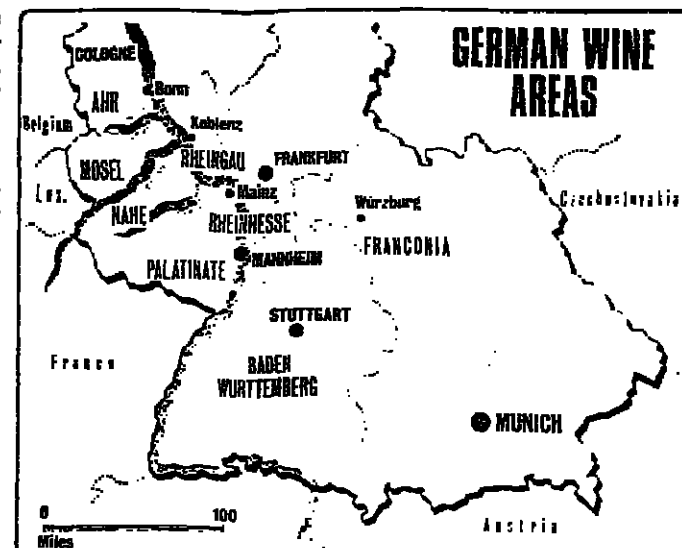 GERMAN WINE
AREAS
COLOGNE
Bonn
AHR
Belgium
Koblenz
MOSEL
RHEINGAU
FRANKFURT
Lux.
Mainz
NAHE
RHEINHESSE
Würzburg
Czechoslovakia
FRANCONIA
PALATINATE
MANNHEIM
STUTTGART
France
BADEN
WURTTEMBERG
MUNICH
0 100
Miles
Austria